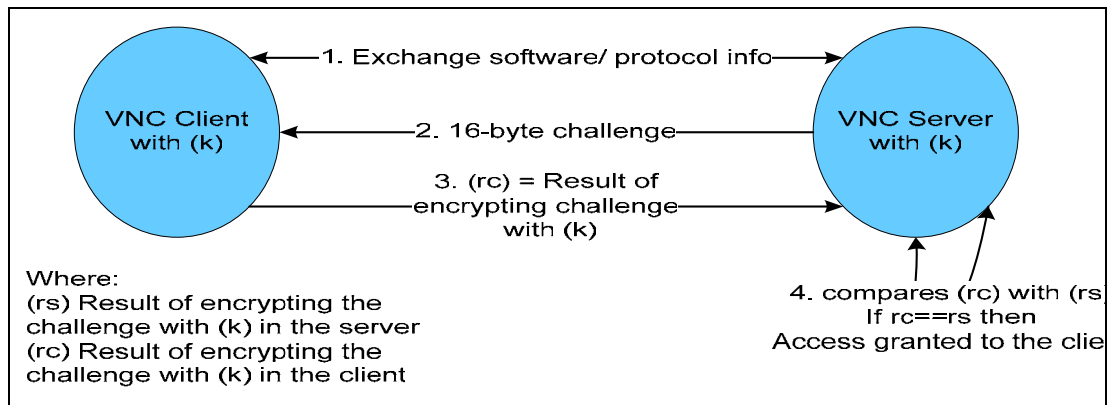 1. Exchange software/ protocol info
VNC Client
with (k)
VNC Server
with (k)
2. 16-byte challenge
3. (rc) = Result of
encrypting challenge
with (k)
Where:
(rs) Result of encrypting the
challenge with (k) in the server
(rc) Result of encrypting the
challenge with (k) in the client
4. compares (rc) with (rs
If rc==rs then
Access granted to the clie